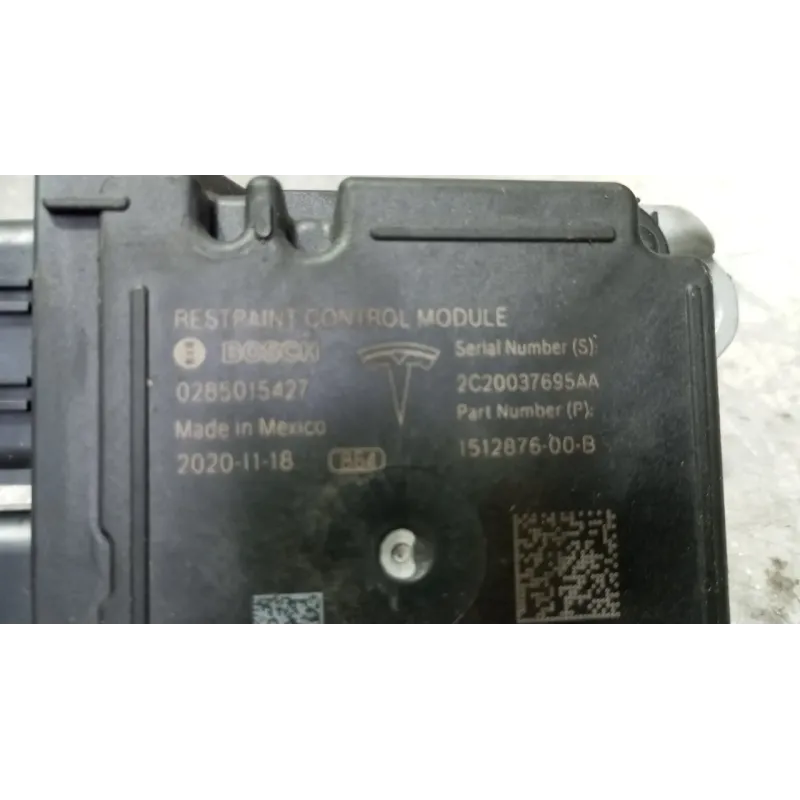 RESTRAINT CONTROL MODULE
BOSCH
0285015427
Made in Mexico
2020-11-18
Serial Number (S):
2C20037695AA
Part Number (P):
1512876-00-B